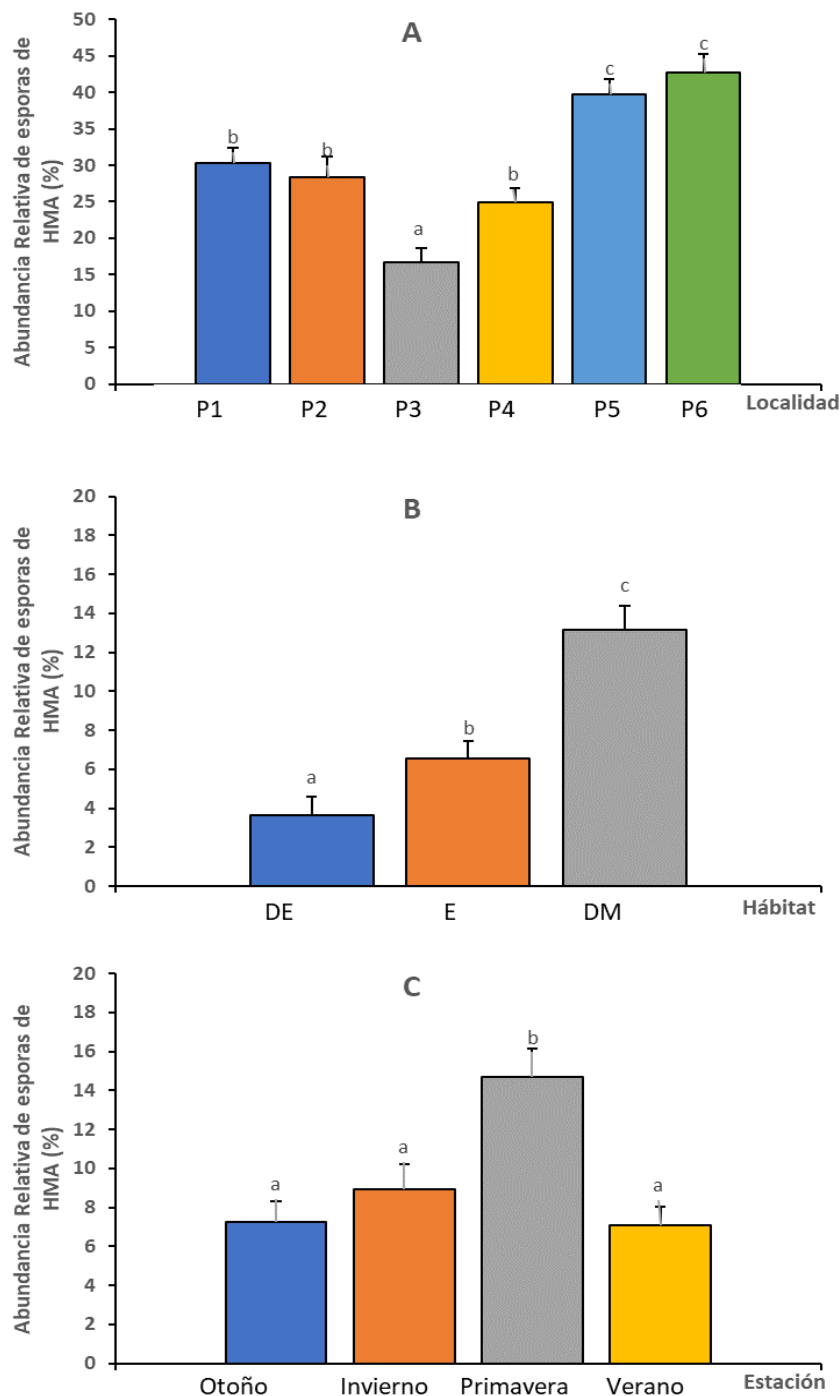 A
Abundancia Relativa de esporas de
HMA (%)
50
45
40
35
30
25
20
15
10
5
0
b
b
a
b
c
c
P1
P2
P3
P4
P5
P6
Localidad
B
Abundancia Relativa de esporas de
HMA (%)
20
18
16
14
12
10
8
6
4
2
0
a
b
c
DE
E
DM
Hábitat
C
Abundancia Relativa de esporas de
HMA (%)
20
18
16
14
12
10
8
6
4
2
0
a
a
b
a
Otoño
Invierno
Primavera
Verano
Estación